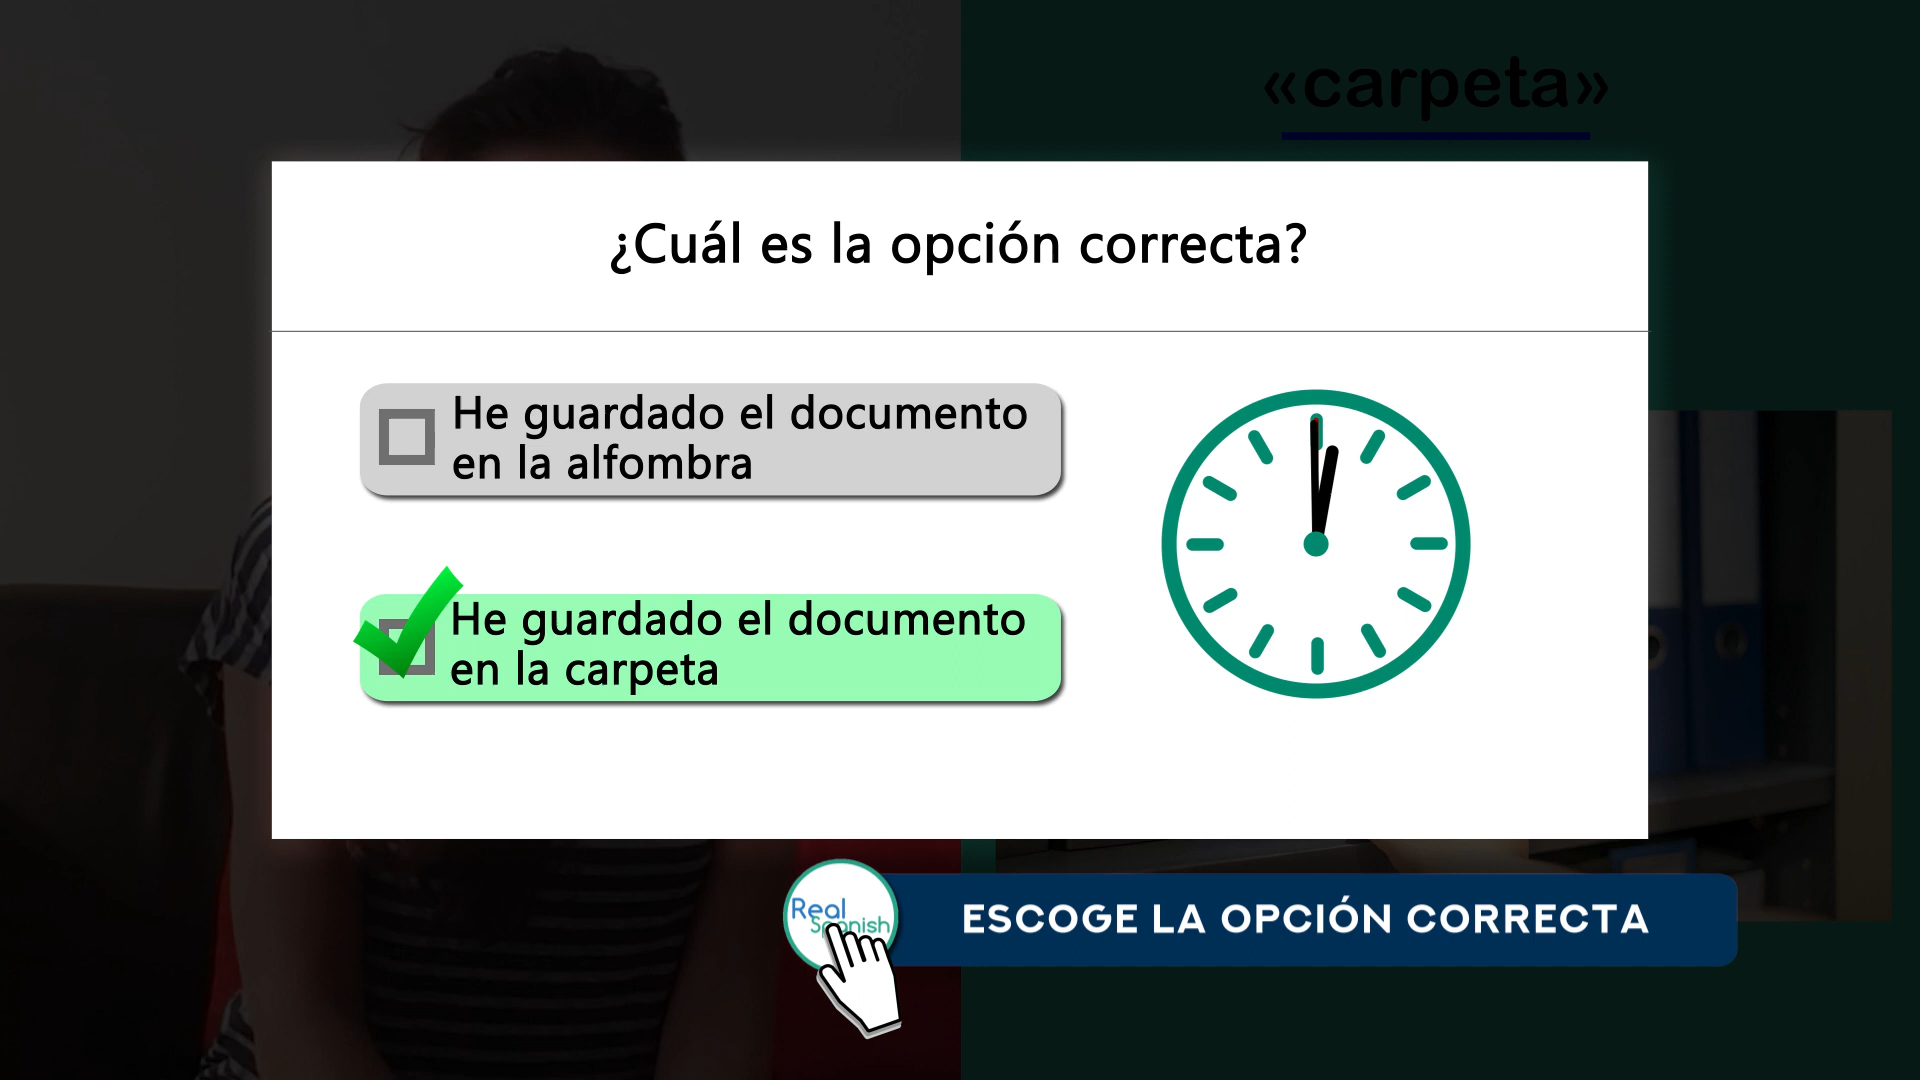 «carpeta»
¿Cuál es la opción correcta?
He guardado el documento
en la alfombra
He guardado el documento
en la carpeta
Real
Spanish
ESCOGE LA OPCIÓN CORRECTA